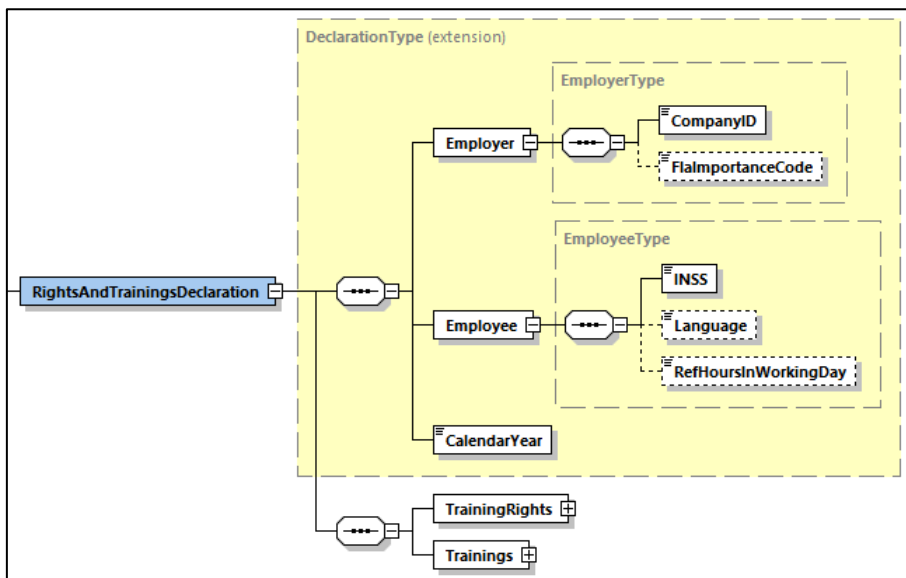 DeclarationType (extension)
EmployerType
CompanyID
Employer
FlaImportanceCode
EmployeeType
INSS
RightsAndTrainingsDeclaration
Employee
Language
RefHoursInWorkingDay
CalendarYear
TrainingRights
Trainings